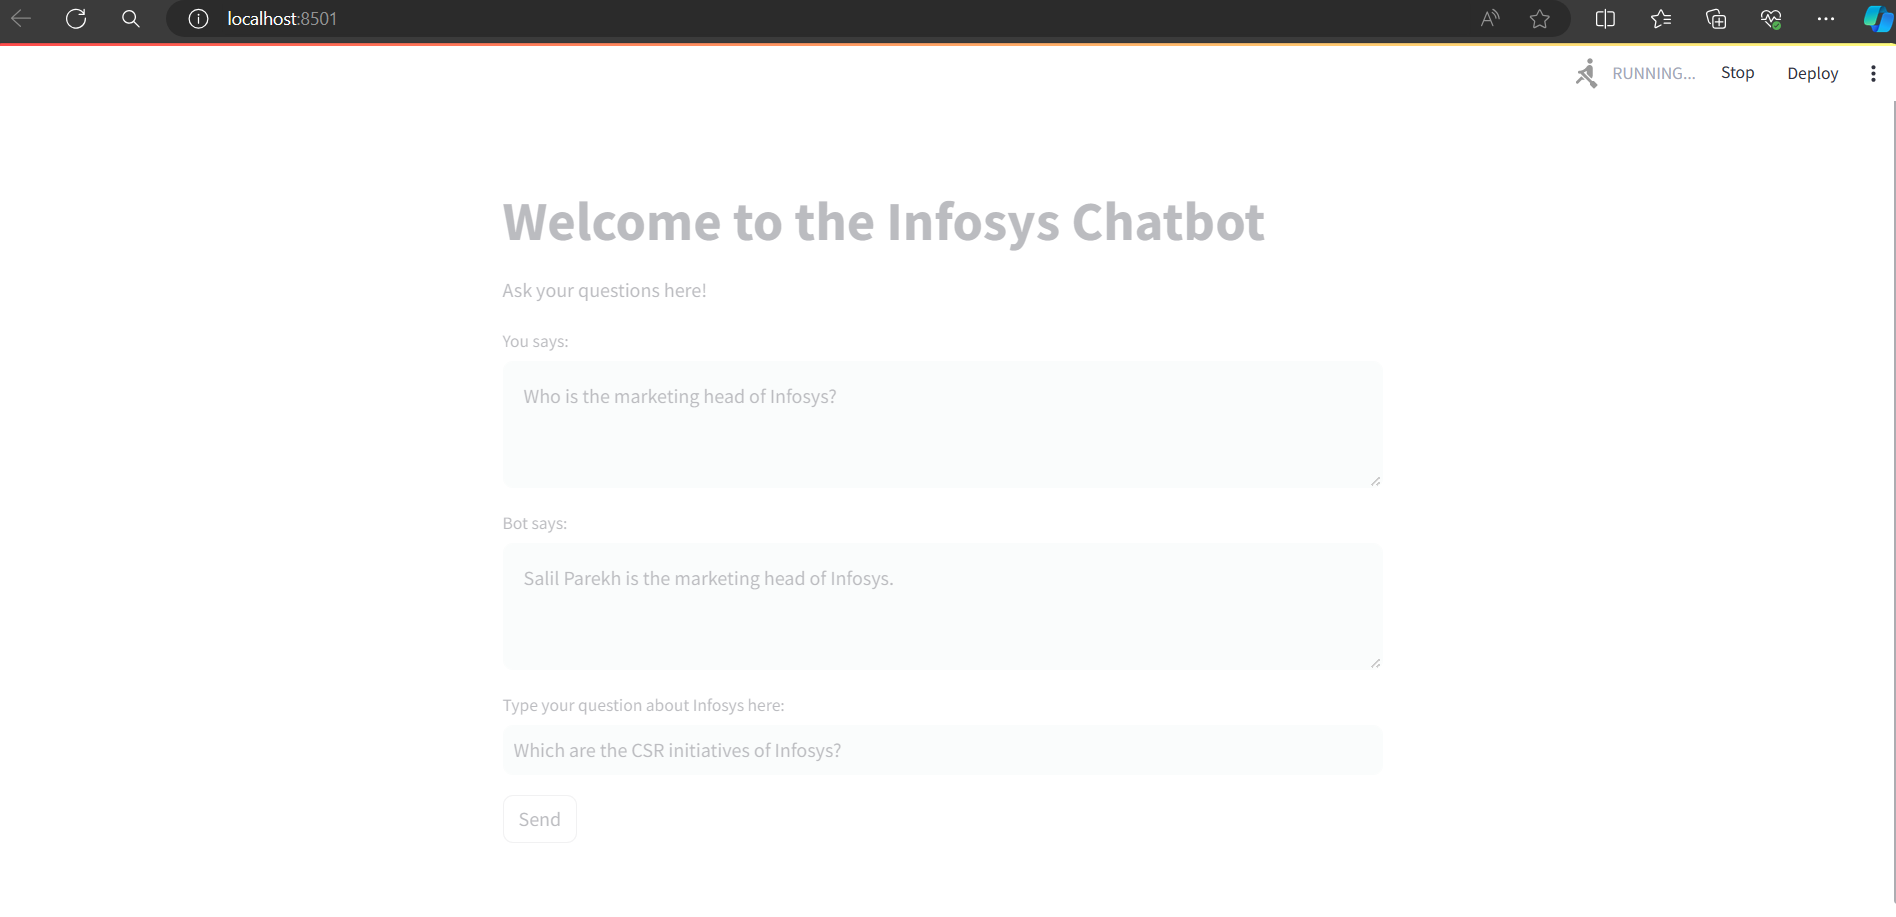 localhost:8501
RUNNING... Stop Deploy
Welcome to the Infosys Chatbot
Ask your questions here!
You says:
Who is the marketing head of Infosys?
Bot says:
Salil Parekh is the marketing head of Infosys.
Type your question about Infosys here:
Which are the CSR initiatives of Infosys?
Send